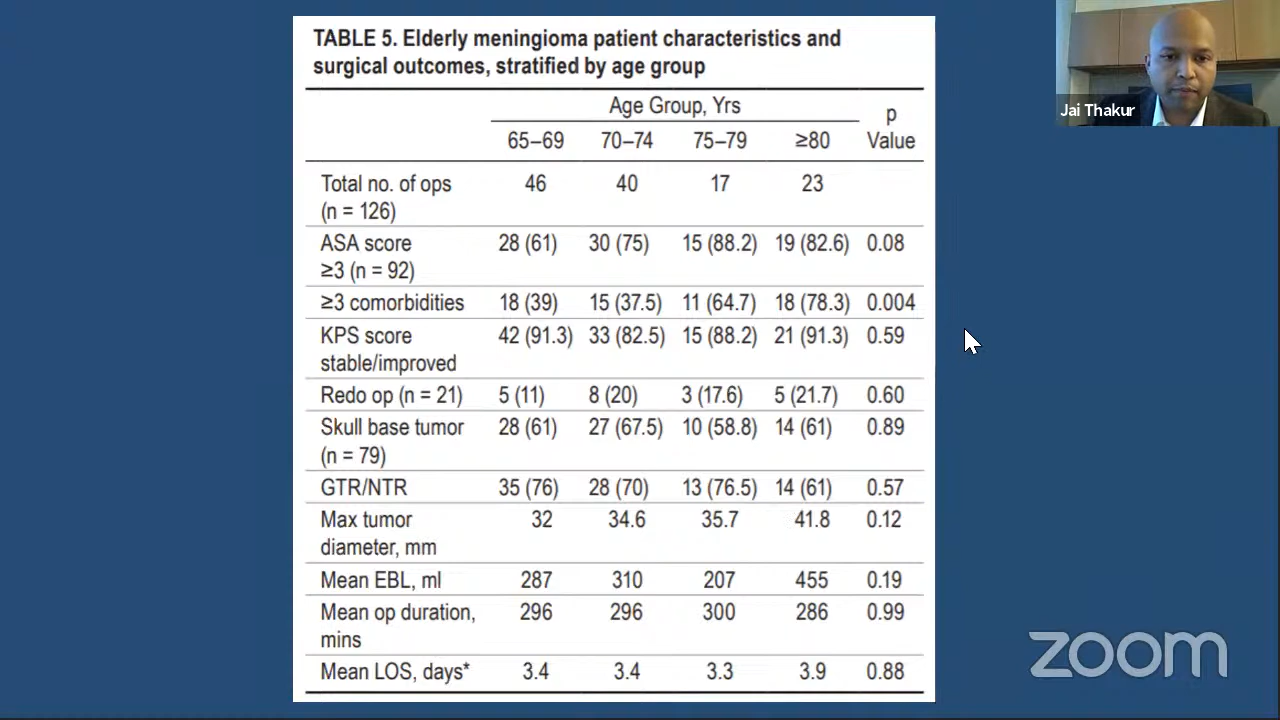 TABLE 5. Elderly meningioma patient characteristics and
surgical outcomes, stratified by age group
Age Group, Yrs
p
65–69 70–74 75–79 ≥80 Value
Total no. of ops 46 40 17 23
(n = 126)
ASA score 28 (61) 30 (75) 15 (88.2) 19 (82.6) 0.08
≥3 (n = 92)
≥3 comorbidities 18 (39) 15 (37.5) 11 (64.7) 18 (78.3) 0.004
KPS score 42 (91.3) 33 (82.5) 15 (88.2) 21 (91.3) 0.59
stable/improved
Redo op (n = 21) 5 (11) 8 (20) 3 (17.6) 5 (21.7) 0.60
Skull base tumor 28 (61) 27 (67.5) 10 (58.8) 14 (61) 0.89
(n = 79)
GTR/NTR 35 (76) 28 (70) 13 (76.5) 14 (61) 0.57
Max tumor 32 34.6 35.7 41.8 0.12
diameter, mm
Mean EBL, ml 287 310 207 455 0.19
Mean op duration, 296 296 300 286 0.99
mins
Mean LOS, days* 3.4 3.4 3.3 3.9 0.88
Jai Thakur
zoom